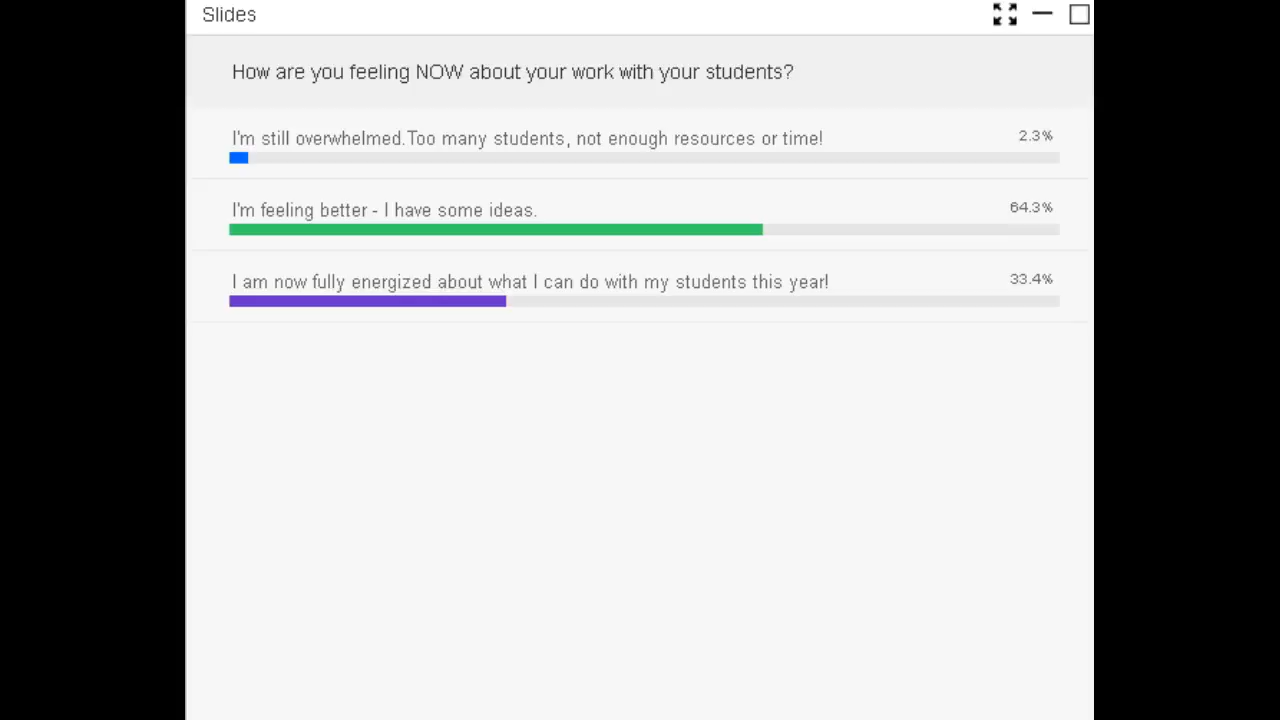 Slides
How are you feeling NOW about your work with your students?
I'm still overwhelmed.Too many students, not enough resources or time!
2.3%
I'm feeling better - I have some ideas.
64.3%
I am now fully energized about what I can do with my students this year!
33.4%